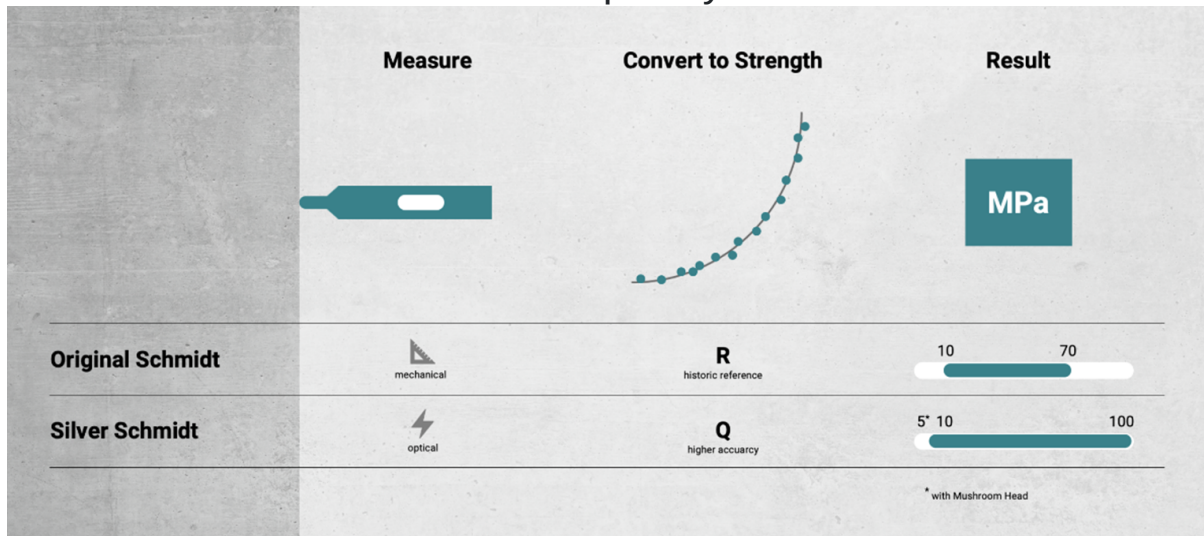 Measure Convert to Strength Result
MPa
Original Schmidt mechanical R historic reference 10 70
Silver Schmidt optical Q higher accuarcy 5* 10 100
* with Mushroom Head